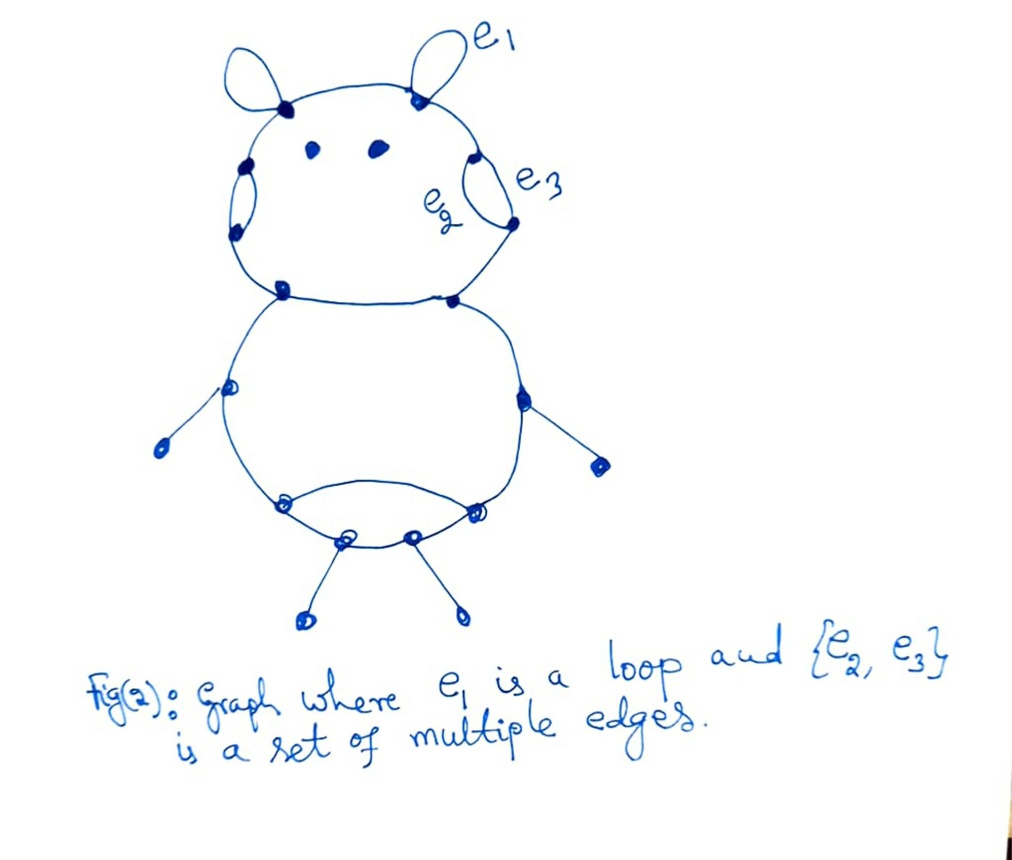 e1
e3
e2
Fig(2): Graph where e1 is a loop and {e2, e3}
is a set of multiple edges.